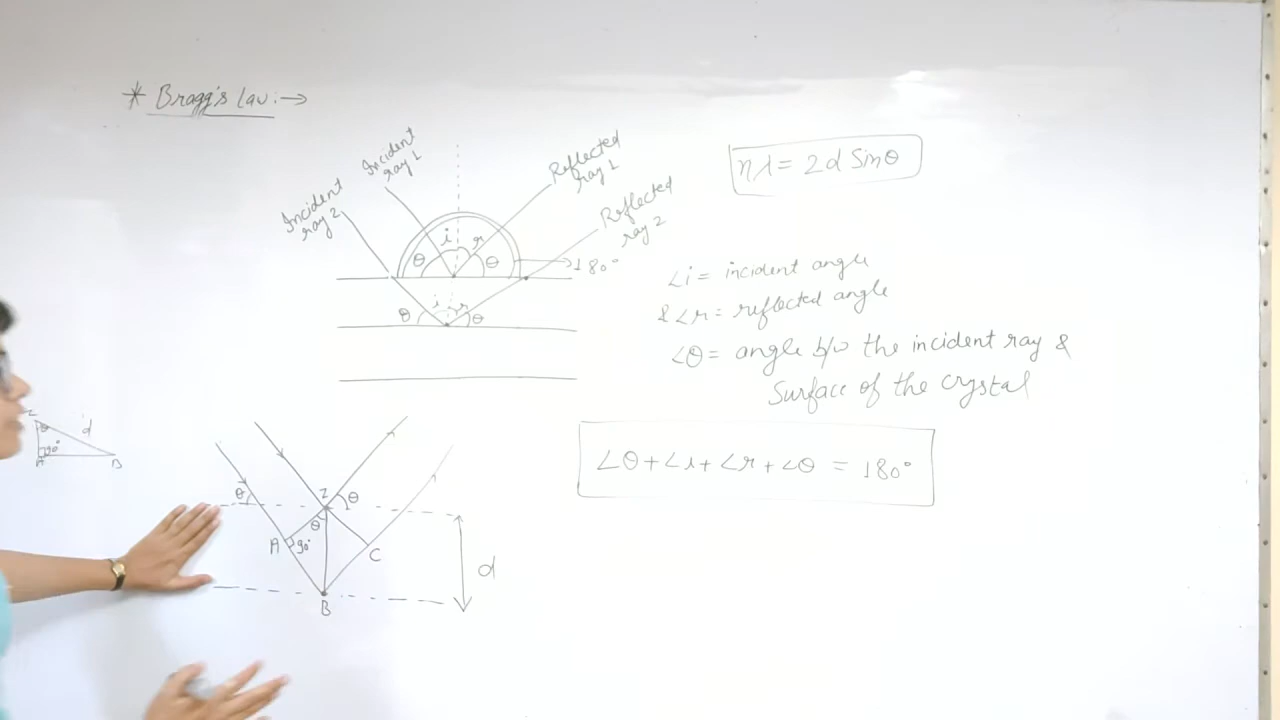 * Bragg's Law :→
Incident
ray 1
Incident
ray 2
Reflected
ray 1
Reflected
ray 2
i r
θ θ
180°
θ i r θ
nλ = 2d Sinθ
∠i = incident angle
& ∠r = reflected angle
∠θ = angle b/w the incident ray &
Surface of the crystal
∠θ + ∠i + ∠r + ∠θ = 180°
Z
θ d
90°
A B
θ Z θ
θ
A 90° C
d
B